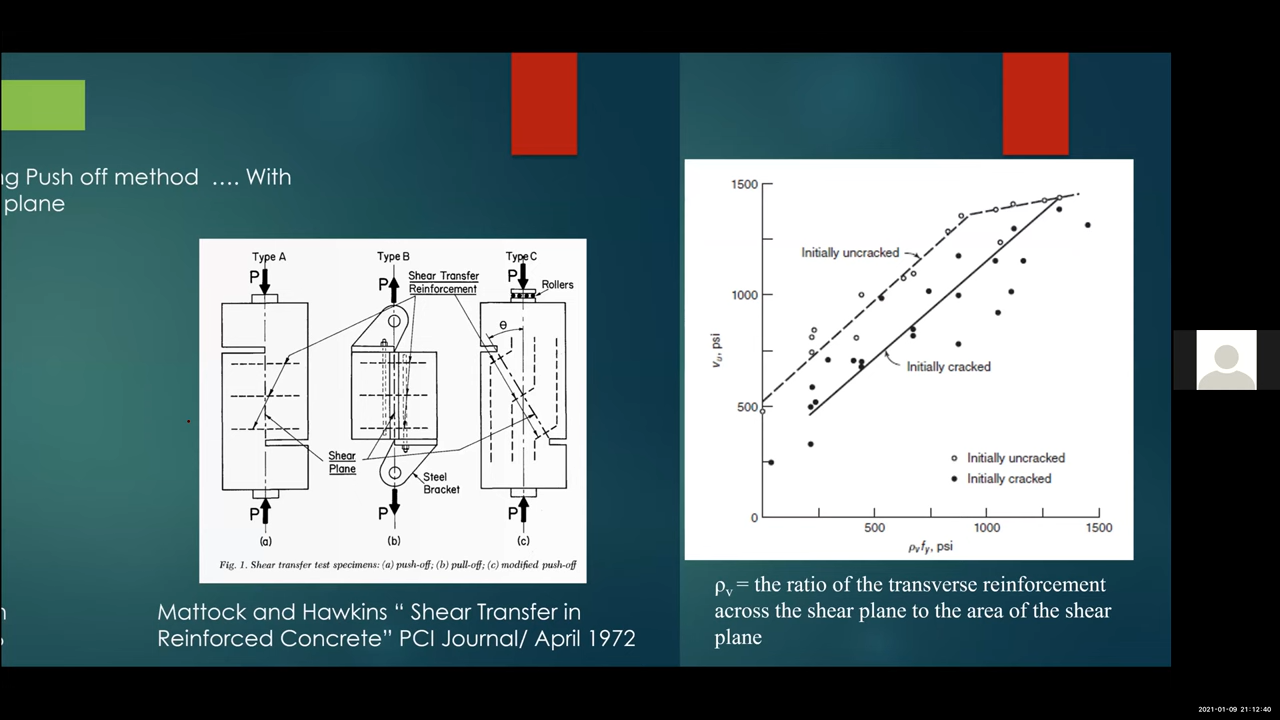 ng Push off method …. With
plane
Type A
Type B
Type C
P
P
P
Shear Transfer
Reinforcement
Rollers
θ
Shear
Plane
Steel
Bracket
P
P
P
(a)
(b)
(c)
Fig. 1. Shear transfer test specimens: (a) push-off; (b) pull-off; (c) modified push-off
Mattock and Hawkins “ Shear Transfer in
Reinforced Concrete” PCI Journal/ April 1972
1500
1000
500
0
vu, psi
Initially uncracked
Initially cracked
Initially uncracked
Initially cracked
500
1000
1500
ρvfy, psi
ρv = the ratio of the transverse reinforcement
across the shear plane to the area of the shear
plane
2021-01-09 21:12:40